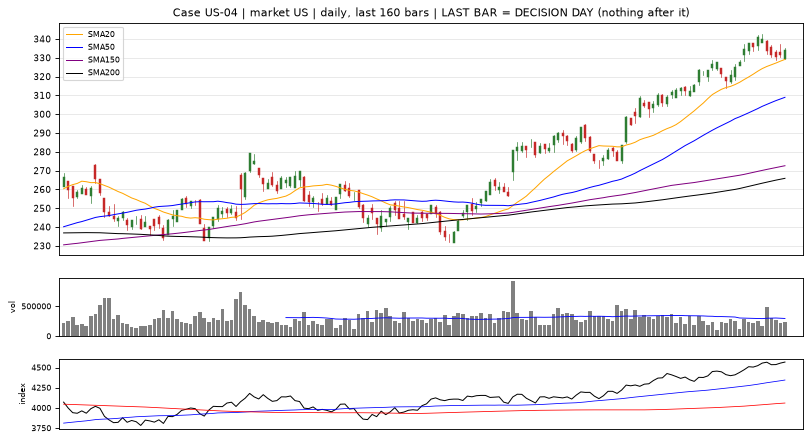 Case US-04 | market US | daily, last 160 bars | LAST BAR = DECISION DAY (nothing after it)
SMA20
SMA50
SMA150
SMA200
340
330
320
310
300
290
280
270
260
250
240
230
vol
500000
0
index
4500
4250
4000
3750